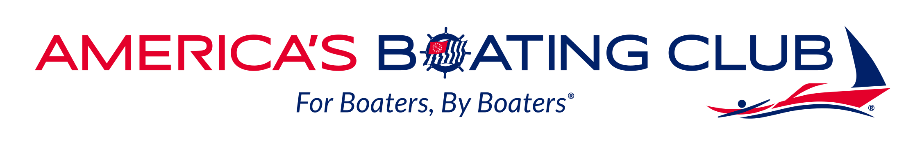 AMERICA'S BOATING CLUB
For Boaters, By Boaters®
®